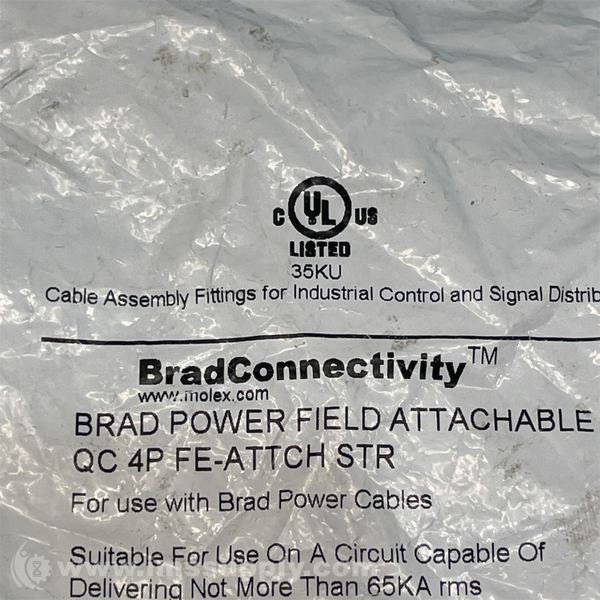 C UL US
LISTED
35KU
Cable Assembly Fittings for Industrial Control and Signal Distrib
BradConnectivity™
www.molex.com
BRAD POWER FIELD ATTACHABLE
QC 4P FE-ATTCH STR
For use with Brad Power Cables
Suitable For Use On A Circuit Capable Of
Delivering Not More Than 65KA rms